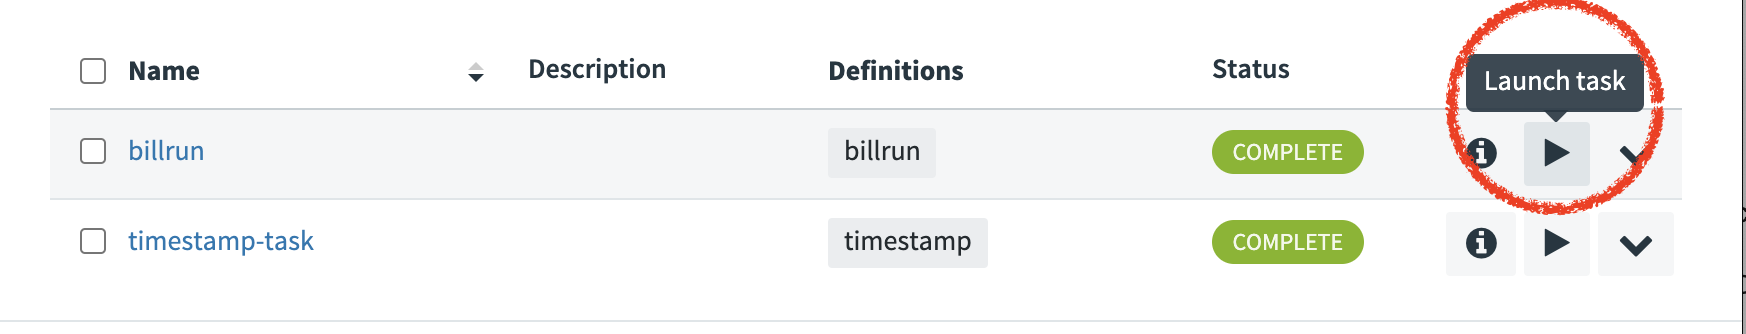 Name Description Definitions Status
Launch task
billrun billrun COMPLETE
timestamp-task timestamp COMPLETE